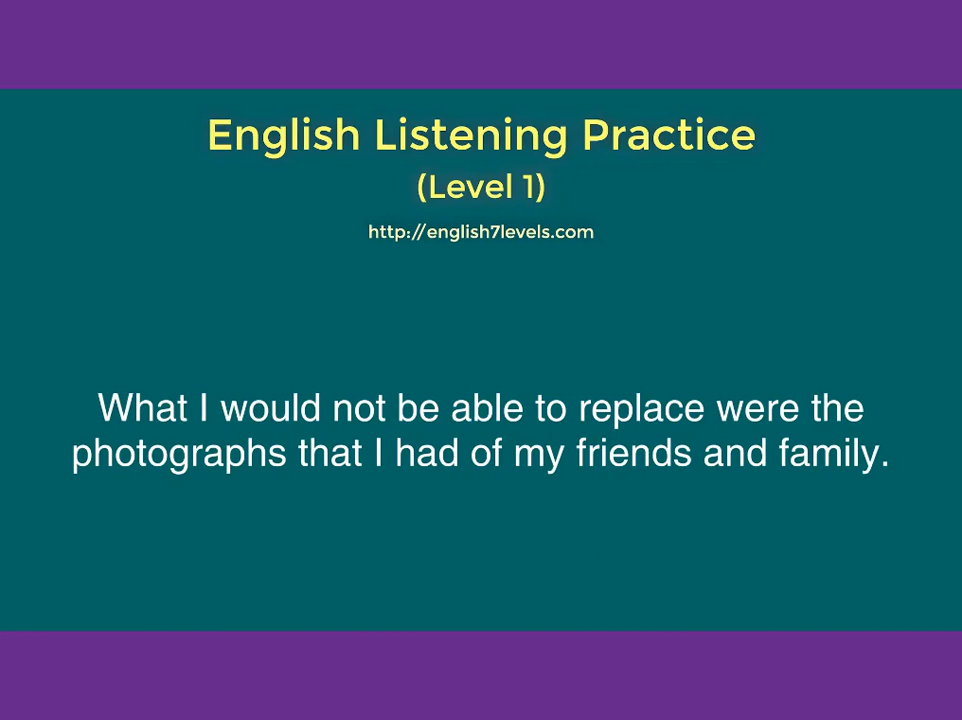 English Listening Practice
(Level 1)
http://english7levels.com
What I would not be able to replace were the
photographs that I had of my friends and family.